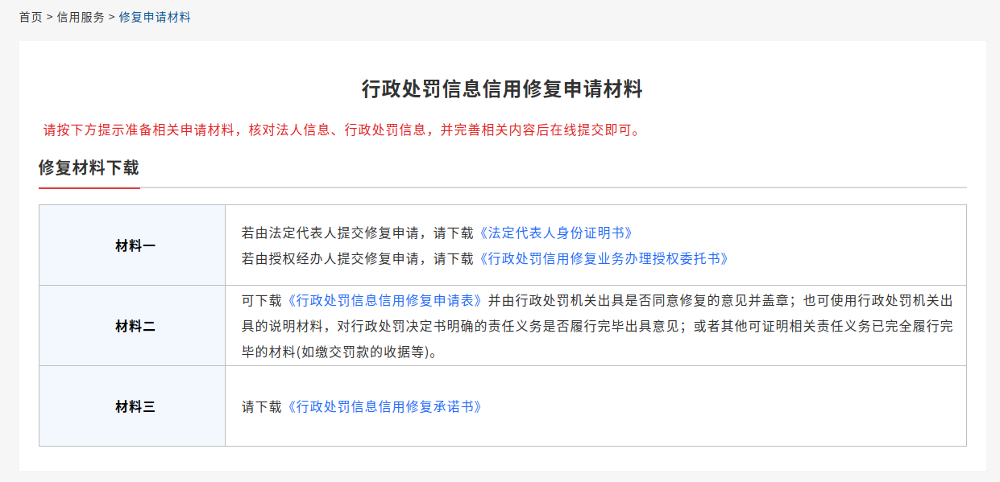 首页 > 信用服务 > 修复申请材料
行政处罚信息信用修复申请材料
请按下方提示准备相关申请材料，核对法人信息、行政处罚信息，并完善相关内容后在线提交即可。
修复材料下载
材料一
若由法定代表人提交修复申请，请下载《法定代表人身份证明书》
若由授权经办人提交修复申请，请下载《行政处罚信用修复业务办理授权委托书》
材料二
可下载《行政处罚信息信用修复申请表》并由行政处罚机关出具是否同意修复的意见并盖章；也可使用行政处罚机关出
具的说明材料，对行政处罚决定书明确的责任义务是否履行完毕出具意见；或者其他可证明相关责任义务已完全履行完
毕的材料(如缴交罚款的收据等)。
材料三
请下载《行政处罚信息信用修复承诺书》